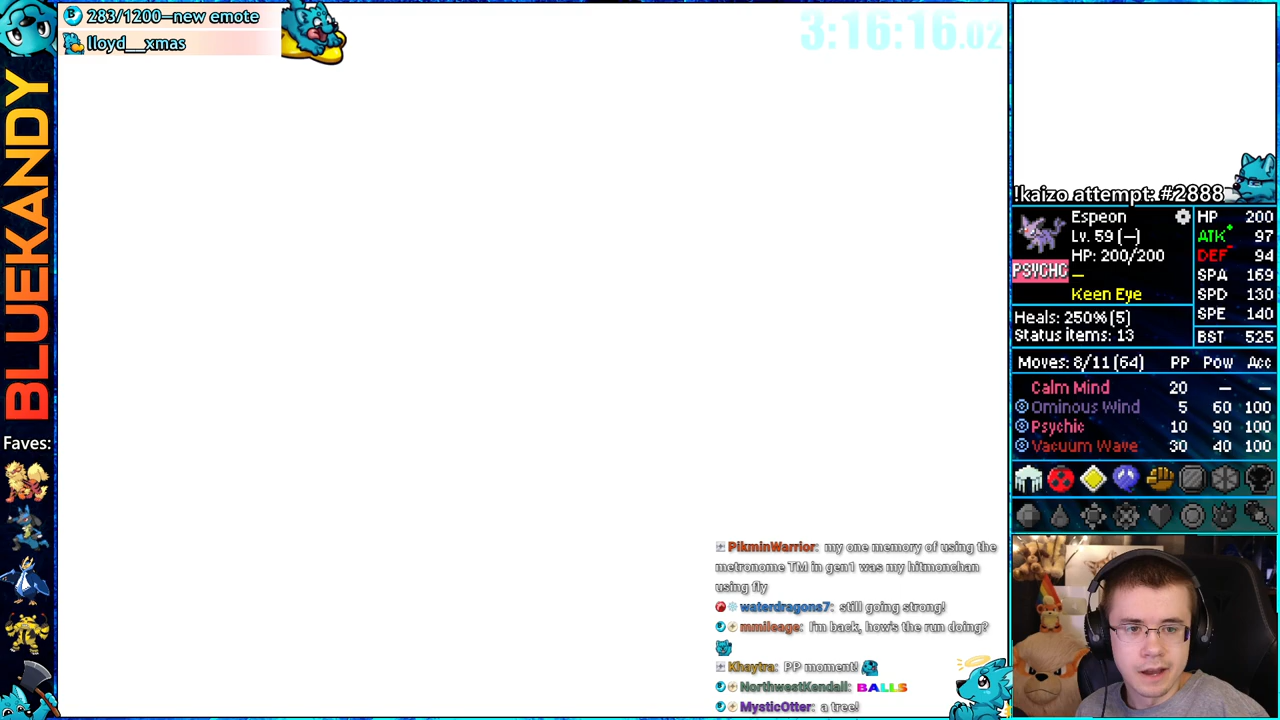 283/1200–new emote
lloyd__xmas
3:16:16.02
BLUEKANDY
Faves:
!kaizo attempt: #2888
Espeon
Lv. 59 (—)
HP: 200/200
PSYCHC
—
Keen Eye
HP 200
ATK+ 97
DEF- 94
SPA 169
SPD 130
SPE 140
BST 525
Heals: 250% (5)
Status items: 13
Moves: 8/11 (64) PP Pow Acc
Calm Mind 20 — —
Ominous Wind 5 60 100
Psychic 10 90 100
Vacuum Wave 30 40 100
PikminWarrior: my one memory of using the
metronome TM in gen1 was my hitmonchan
using fly
waterdragons7: still going strong!
mmileage: I'm back, how's the run doing?
Khaytra: PP moment!
NorthwestKendall: BALLS
MysticOtter: a tree!